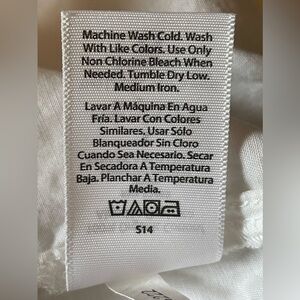 Machine Wash Cold. Wash
With Like Colors. Use Only
Non Chlorine Bleach When
Needed. Tumble Dry Low.
Medium Iron.
Lavar A Máquina En Agua
Fría. Lavar Con Colores
Similares. Usar Sólo
Blanqueador Sin Cloro
Cuando Sea Necesario. Secar
En Secadora A Temperatura
Baja. Planchar A Temperatura
Media.
S14